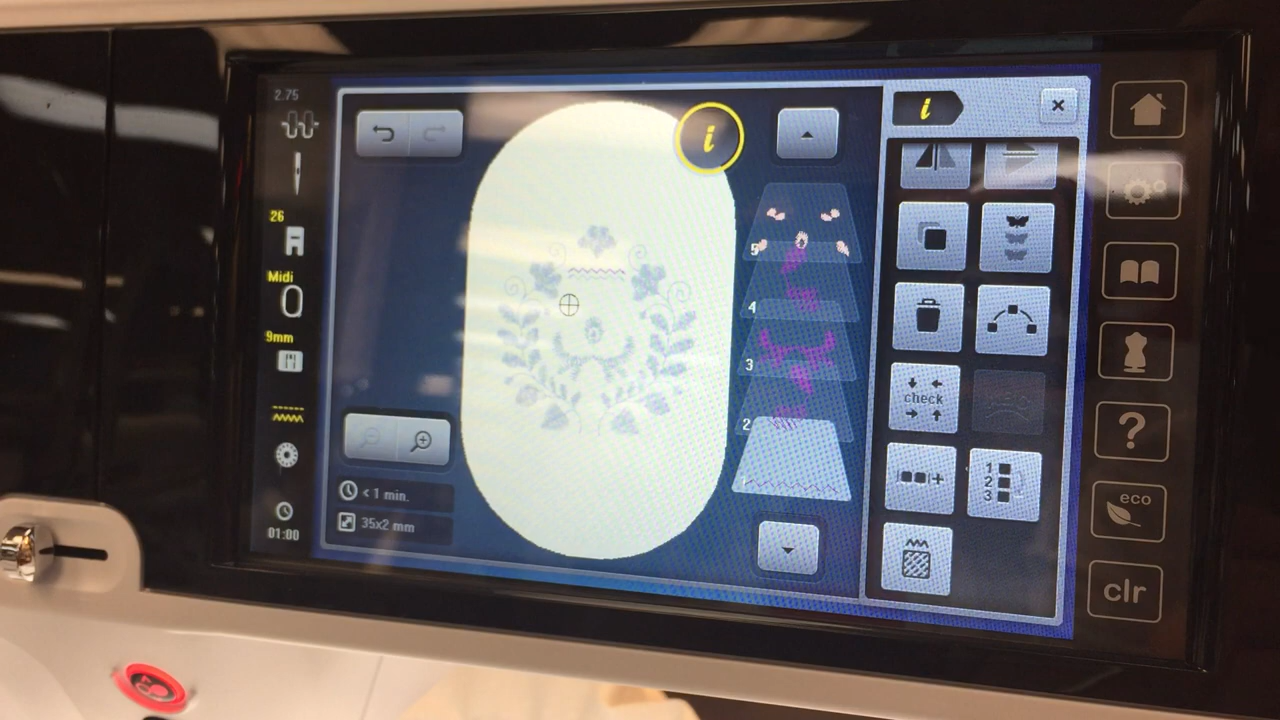 2.75
26
Midi
9mm
01:00
i
< 1 min.
35x2 mm
5
4
3
2
i
check
1
2
3
?
eco
clr